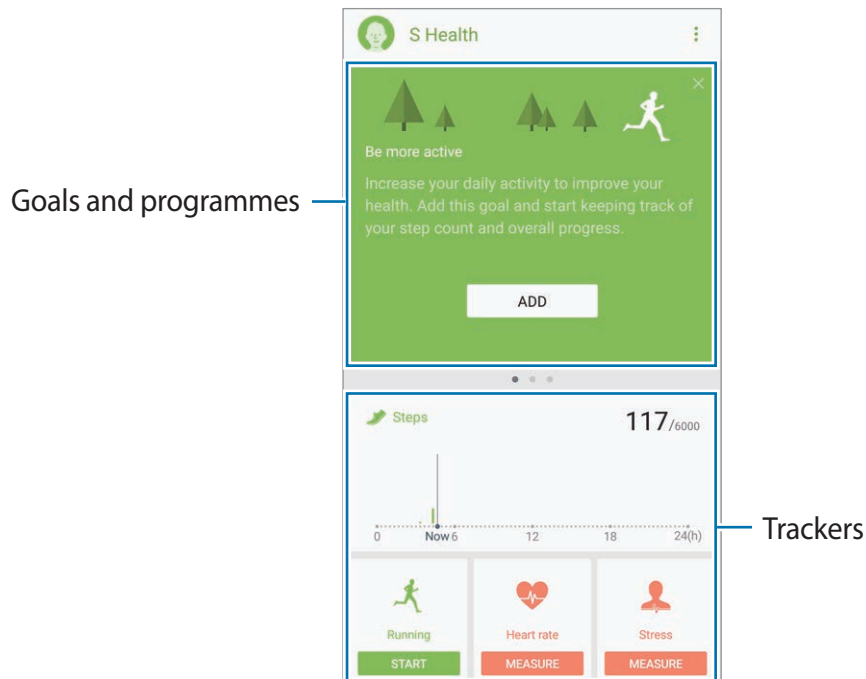 S Health
Goals and programmes
Be more active
Increase your daily activity to improve your
health. Add this goal and start keeping track of
your step count and overall progress.
ADD
Steps
117/6000
0 Now 6 12 18 24(h)
Trackers
Running Heart rate Stress
START MEASURE MEASURE